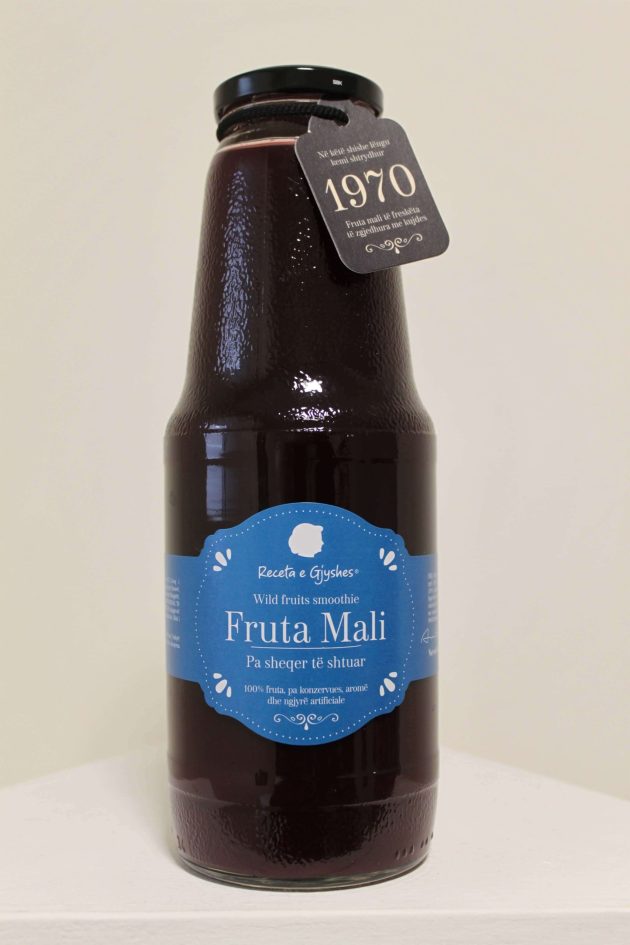 Në këtë shishe lëngu
kemi shtrydhur
1970
Fruta mali të freskëta
të zgjedhura me kujdes
Receta e Gjyshes®
Wild fruits smoothie
Fruta Mali
Pa sheqer të shtuar
100% fruta, pa konzervues, aromë
dhe ngjyrë artificiale